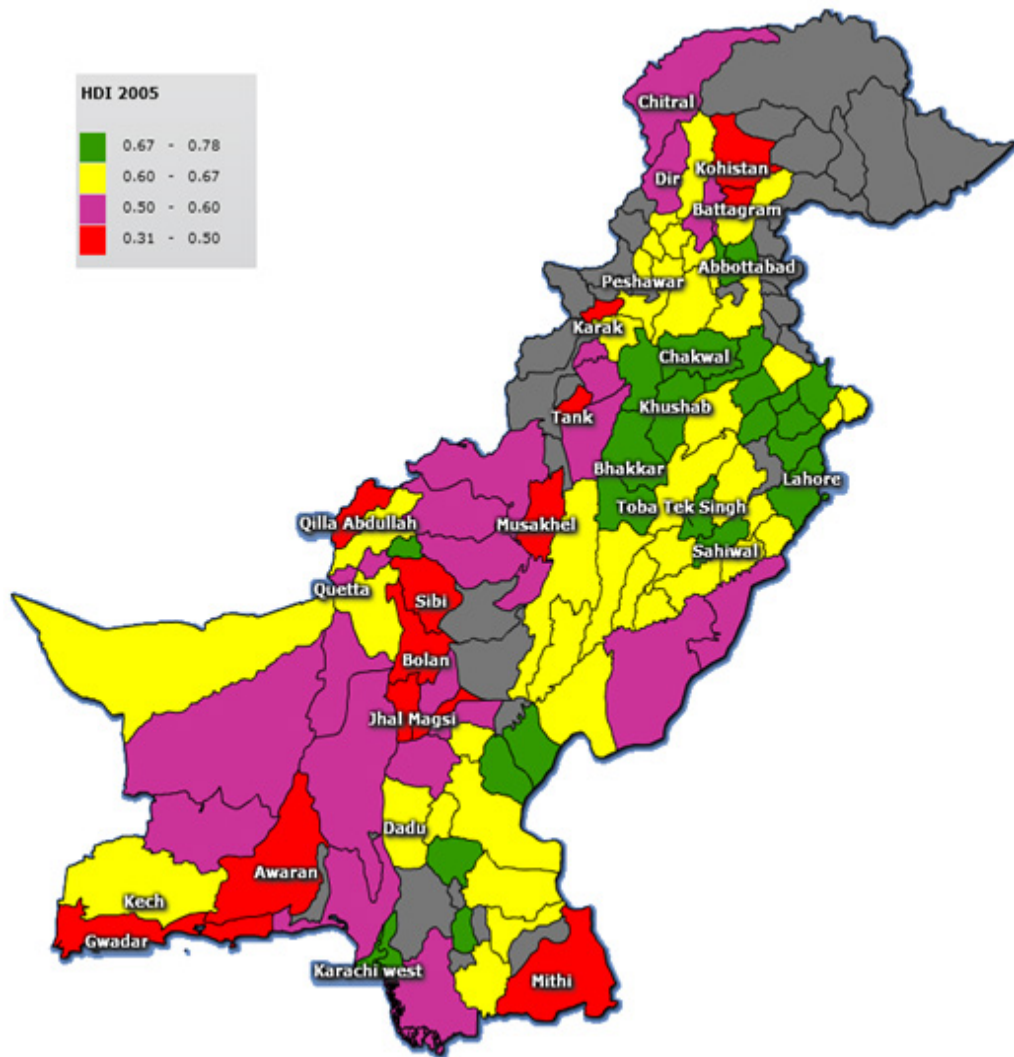 HDI 2005
0.67 - 0.78
0.60 - 0.67
0.50 - 0.60
0.31 - 0.50
Chitral
Kohistan
Dir
Battagram
Abbottabad
Peshawar
Karak
Chakwal
Khushab
Tank
Bhakkar
Lahore
Toba Tek Singh
Qilla Abdullah
Musakhel
Sahiwal
Quetta
Sibi
Bolan
Jhal Magsi
Dadu
Awaran
Kech
Gwadar
Karachi west
Mithi